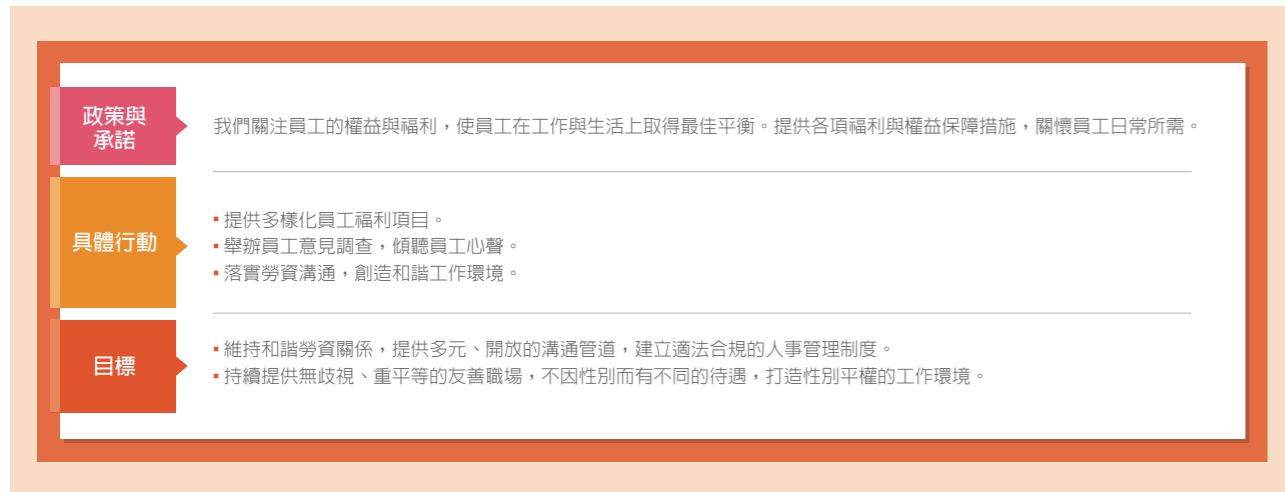 政策與
承諾
我們關注員工的權益與福利，使員工在工作與生活上取得最佳平衡。提供各項福利與權益保障措施，關懷員工日常所需。
具體行動
▪提供多樣化員工福利項目。
▪舉辦員工意見調查，傾聽員工心聲。
▪落實勞資溝通，創造和諧工作環境。
目標
▪維持和諧勞資關係，提供多元、開放的溝通管道，建立適法合規的人事管理制度。
▪持續提供無歧視、重平等的友善職場，不因性別而有不同的待遇，打造性別平權的工作環境。